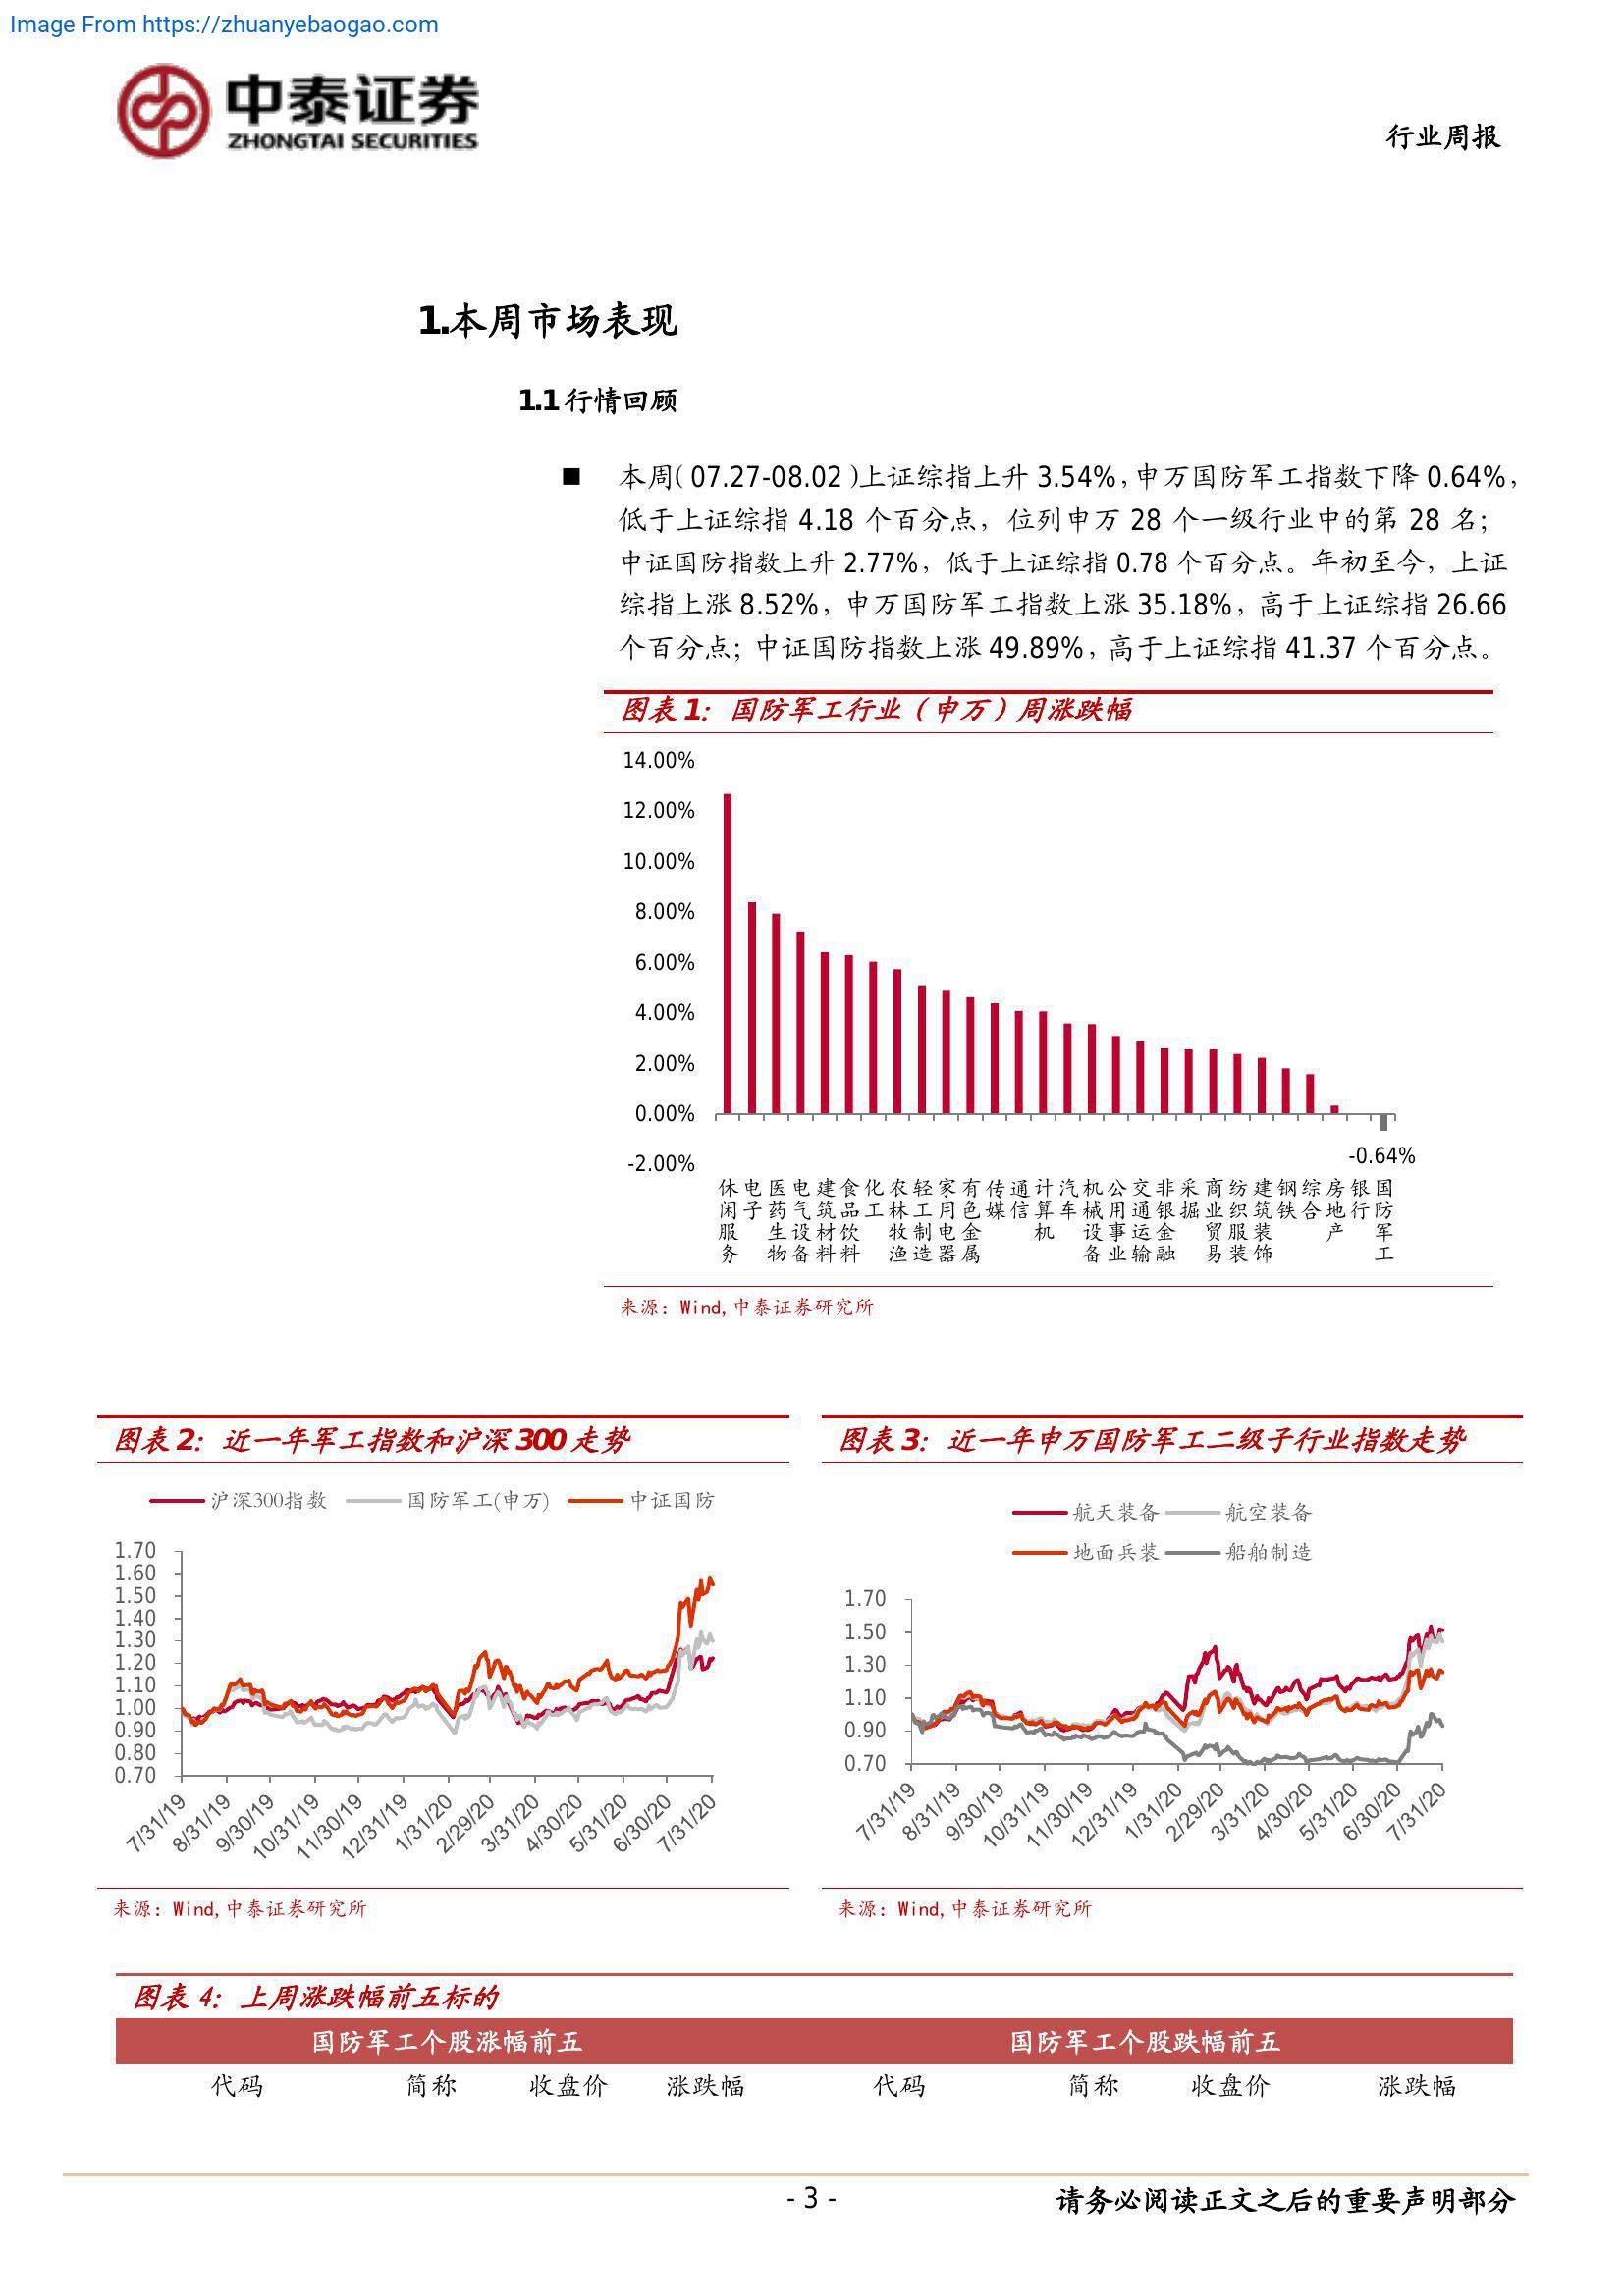 Image From https://zhuanyebaogao.com
中泰证券
ZHONGTAI SECURITIES
行业周报
1.本周市场表现
1.1 行情回顾
■ 本周(07.27-08.02)上证综指上升 3.54%,申万国防军工指数下降 0.64%,
低于上证综指 4.18 个百分点，位列申万 28 个一级行业中的第 28 名；
中证国防指数上升 2.77%，低于上证综指 0.78 个百分点。年初至今，上证
综指上涨 8.52%，申万国防军工指数上涨 35.18%，高于上证综指 26.66
个百分点；中证国防指数上涨 49.89%，高于上证综指 41.37 个百分点。
图表 1：国防军工行业（申万）周涨跌幅
14.00%
12.00%
10.00%
8.00%
6.00%
4.00%
2.00%
0.00%
-2.00%
-0.64%
休闲服务
电子
医药生物
电气设备
建筑材料
食品饮料
化工
农林牧渔
轻工制造
家用电器
有色金属
传媒
通信
计算机
汽车
机械设备
公用事业
交通运输
非银金融
采掘
商业贸易
纺织服装
建筑装饰
钢铁
综合
房地产
银行
国防军工
来源：Wind,中泰证券研究所
图表 2：近一年军工指数和沪深 300 走势
沪深300指数 国防军工(申万) 中证国防
1.70
1.60
1.50
1.40
1.30
1.20
1.10
1.00
0.90
0.80
0.70
7/31/19 8/31/19 9/30/19 10/31/19 11/30/19 12/31/19 1/31/20 2/29/20 3/31/20 4/30/20 5/31/20 6/30/20 7/31/20
来源：Wind,中泰证券研究所
图表 3：近一年申万国防军工二级子行业指数走势
航天装备 航空装备
地面兵装 船舶制造
1.70
1.50
1.30
1.10
0.90
0.70
7/31/19 8/31/19 9/30/19 10/31/19 11/30/19 12/31/19 1/31/20 2/29/20 3/31/20 4/30/20 5/31/20 6/30/20 7/31/20
来源：Wind,中泰证券研究所
图表 4：上周涨跌幅前五标的
国防军工个股涨幅前五 国防军工个股跌幅前五
代码 简称 收盘价 涨跌幅 代码 简称 收盘价 涨跌幅
- 3 -
请务必阅读正文之后的重要声明部分